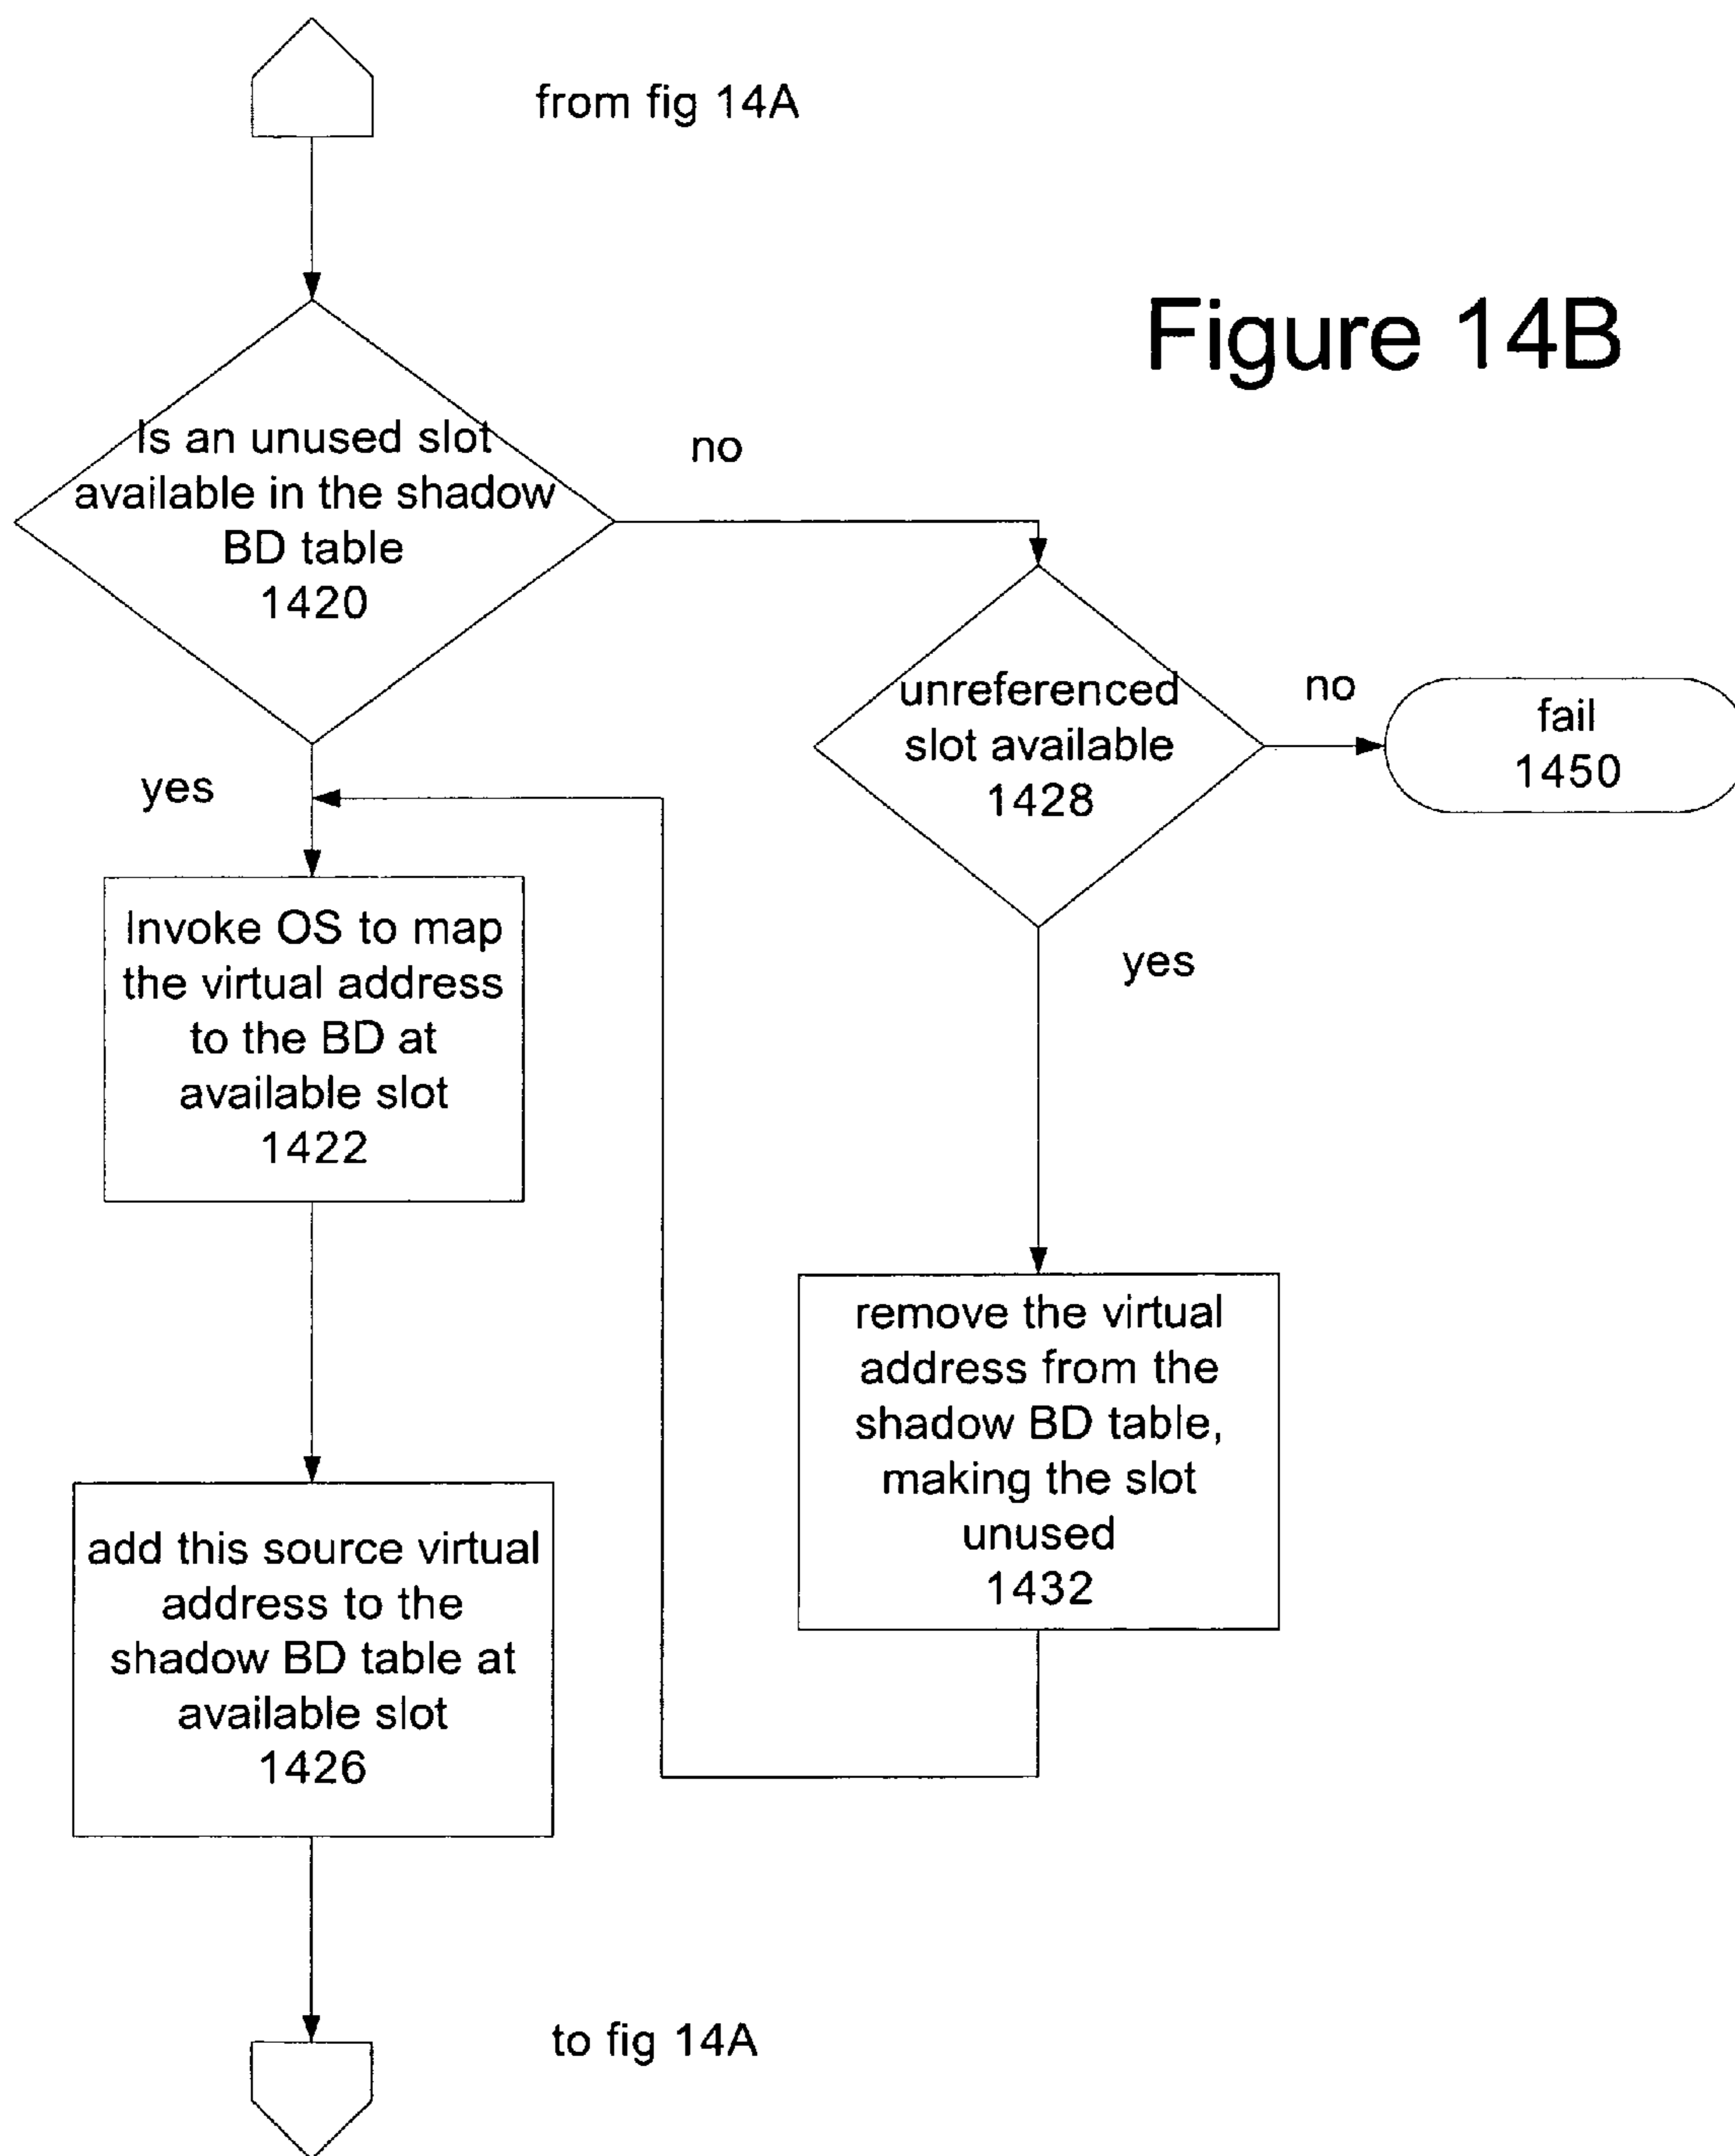 from fig 14A
Figure 14B
Is an unused slot
available in the shadow
BD table
1420
no
unreferenced
slot available
1428
no
fail
1450
yes
Invoke OS to map
the virtual address
to the BD at
available slot
1422
yes
remove the virtual
address from the
shadow BD table,
making the slot
unused
1432
add this source virtual
address to the
shadow BD table at
available slot
1426
to fig 14A